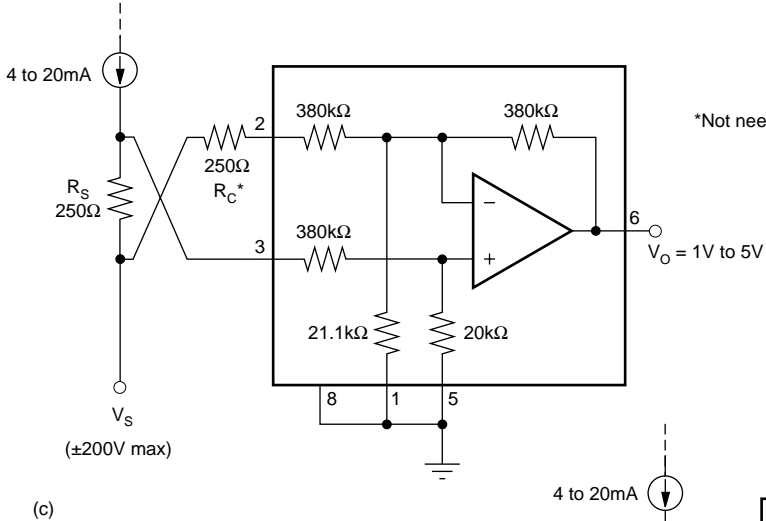 4 to 20mA
2
380kΩ
380kΩ
*Not nee
250Ω
R_C*
R_S
250Ω
3
380kΩ
−
+
6
V_O = 1V to 5V
21.1kΩ
20kΩ
8
1
5
V_S
(±200V max)
(c)
4 to 20mA